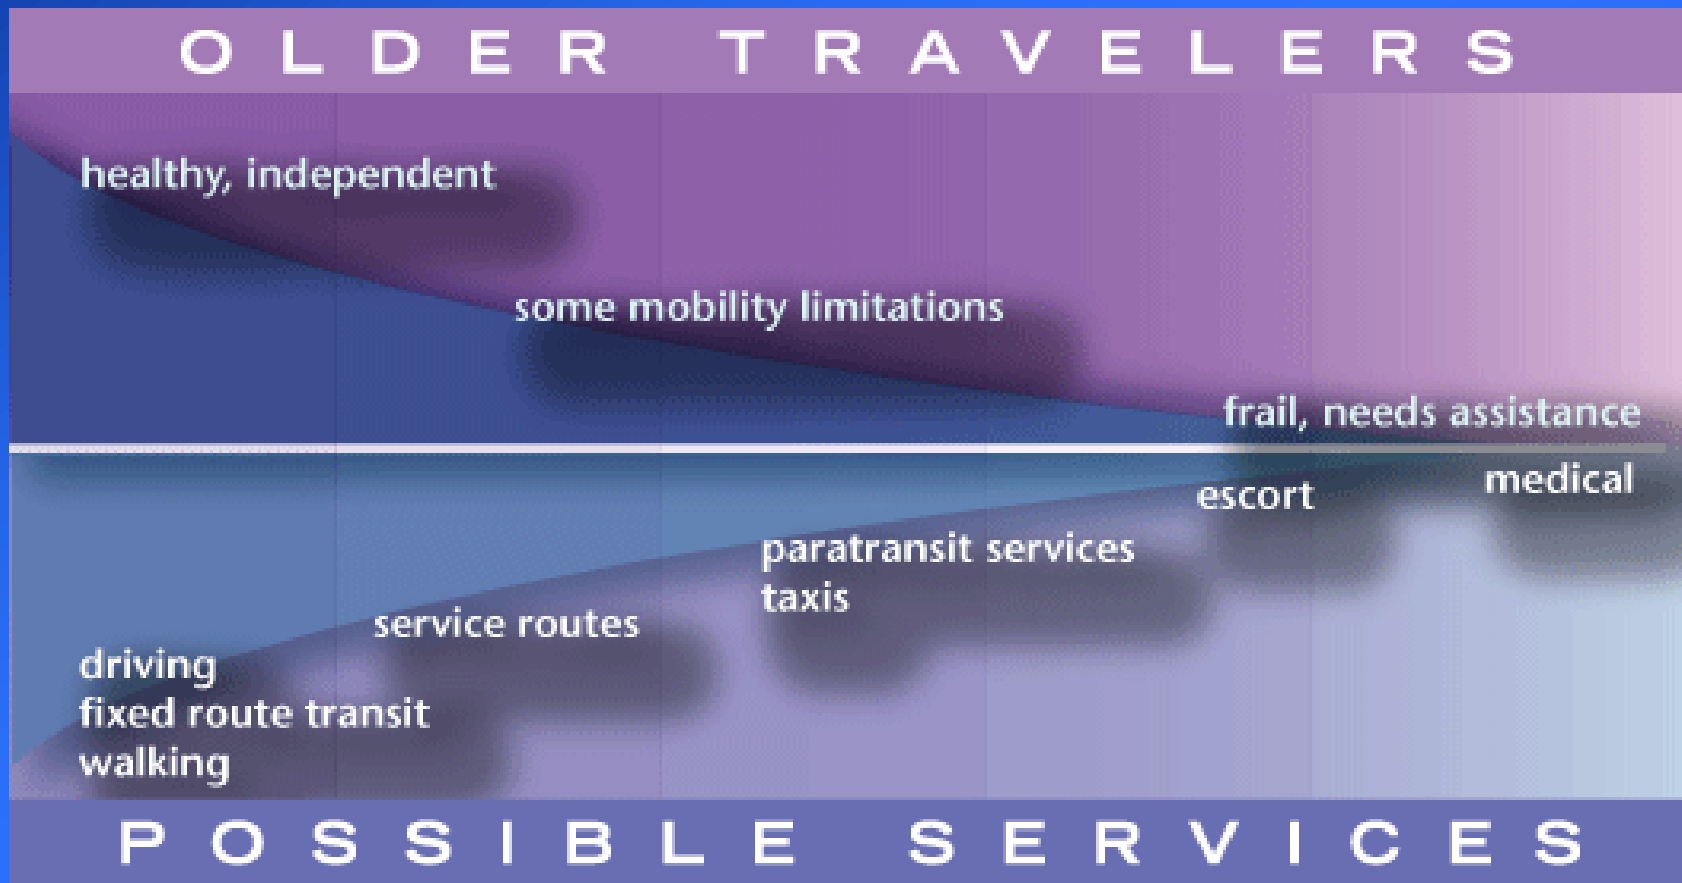 OLDER TRAVELERS
healthy, independent
some mobility limitations
frail, needs assistance
medical
escort
paratransit services
taxis
service routes
driving
fixed route transit
walking
POSSIBLE SERVICES